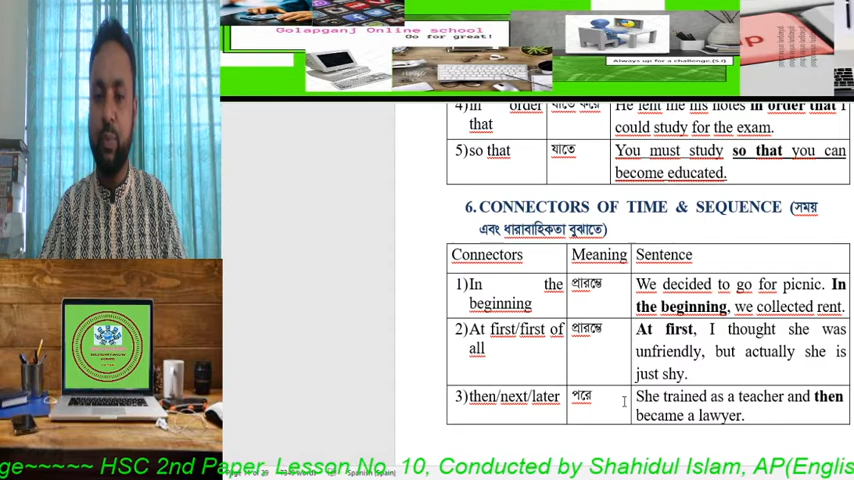 Golapganj Online school
Go for great!
Always up for a challenge.(S.I)
4)In order that
যাতে করে
He lent me his notes in order that I
could study for the exam.
5)so that
যাতে
You must study so that you can
become educated.
6. CONNECTORS OF TIME & SEQUENCE (সময়
এবং ধারাবাহিকতা বুঝাতে)
Connectors
Meaning
Sentence
1)In the
beginning
প্রারম্ভে
We decided to go for picnic. In
the beginning, we collected rent.
2)At first/first of
all
প্রারম্ভে
At first, I thought she was
unfriendly, but actually she is
just shy.
3)then/next/later
পরে
She trained as a teacher and then
became a lawyer.
ge~~~~~ HSC 2nd Paper, Lesson No. 10, Conducted by Shahidul Islam, AP(Englis